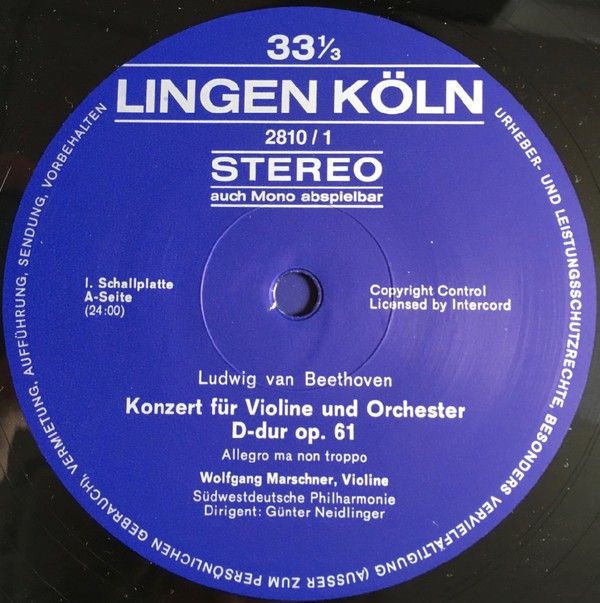 33⅓
LINGEN KÖLN
2810/1
STEREO
auch Mono abspielbar
I. Schallplatte
A-Seite
(24:00)
Copyright Control
Licensed by Intercord
Ludwig van Beethoven
Konzert für Violine und Orchester
D-dur op. 61
Allegro ma non troppo
Wolfgang Marschner, Violine
Südwestdeutsche Philharmonie
Dirigent: Günter Neidlinger
URHEBER- UND LEISTUNGSSCHUTZRECHTE, BESONDERS VERVIELFÄLTIGUNG (AUSSER ZUM PERSÖNLICHEN GEBRAUCH), VERMIETUNG, AUFFÜHRUNG, SENDUNG, VORBEHALTEN